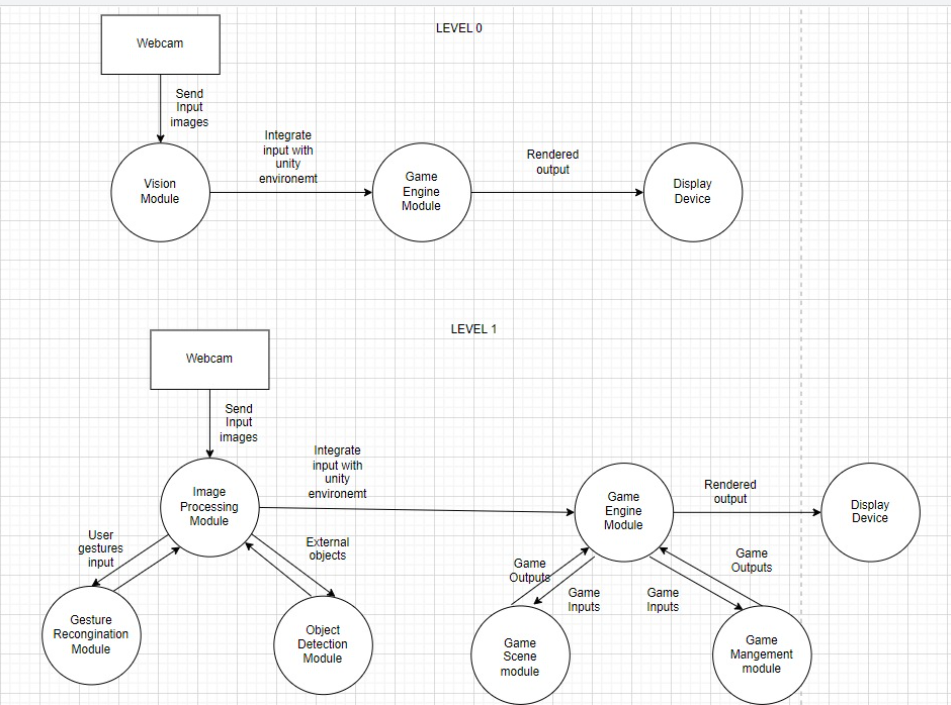 LEVEL 0
Webcam
Send
Input
images
Integrate
input with
unity
environemt
Rendered
output
Vision
Module
Game
Engine
Module
Display
Device
LEVEL 1
Webcam
Send
Input
images
Integrate
input with
unity
environemt
Rendered
output
Image
Processing
Module
Game
Engine
Module
Display
Device
User
gestures
input
External
objects
Game
Outputs
Game
Inputs
Game
Inputs
Game
Outputs
Gesture
Recongination
Module
Object
Detection
Module
Game
Scene
module
Game
Mangement
module